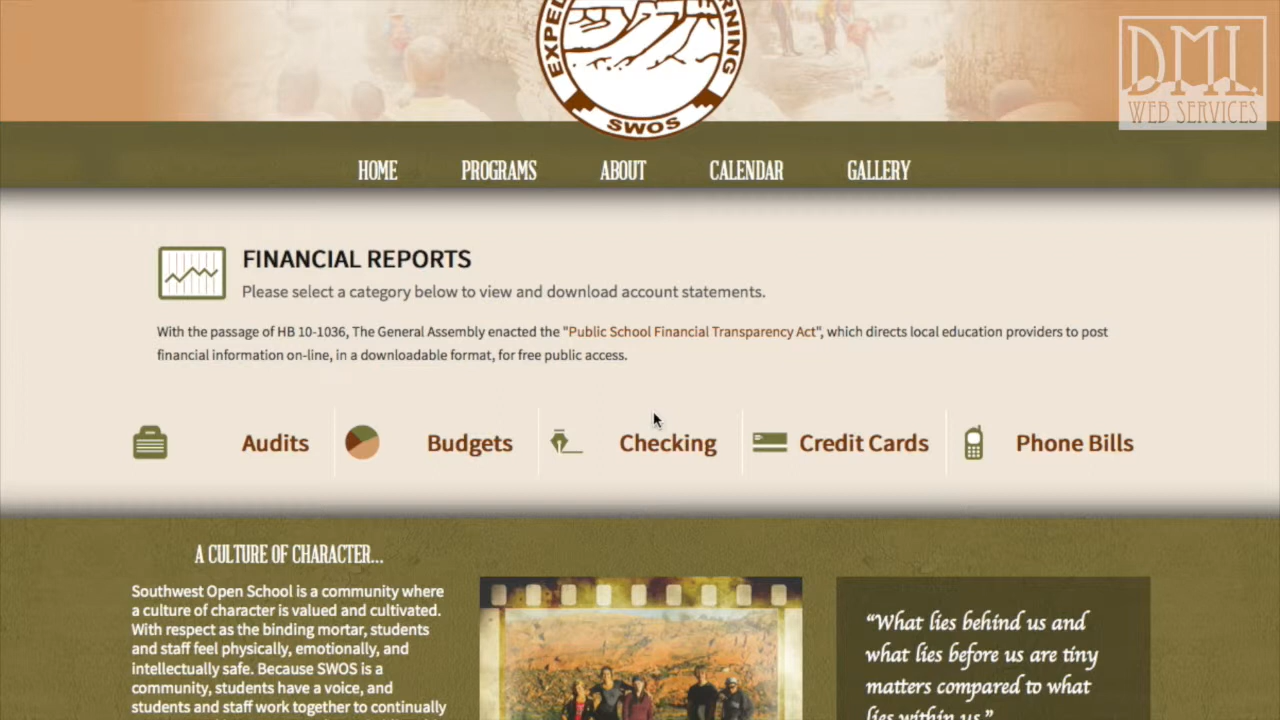 EXPED
RNING
SWOS
DML
WEB SERVICES
HOME PROGRAMS ABOUT CALENDAR GALLERY
FINANCIAL REPORTS
Please select a category below to view and download account statements.
With the passage of HB 10-1036, The General Assembly enacted the "Public School Financial Transparency Act", which directs local education providers to post
financial information on-line, in a downloadable format, for free public access.
Audits Budgets Checking Credit Cards Phone Bills
A CULTURE OF CHARACTER...
Southwest Open School is a community where
a culture of character is valued and cultivated.
With respect as the binding mortar, students
and staff feel physically, emotionally, and
intellectually safe. Because SWOS is a
community, students have a voice, and
students and staff work together to continually
“What lies behind us and
what lies before us are tiny
matters compared to what
lies within us.”